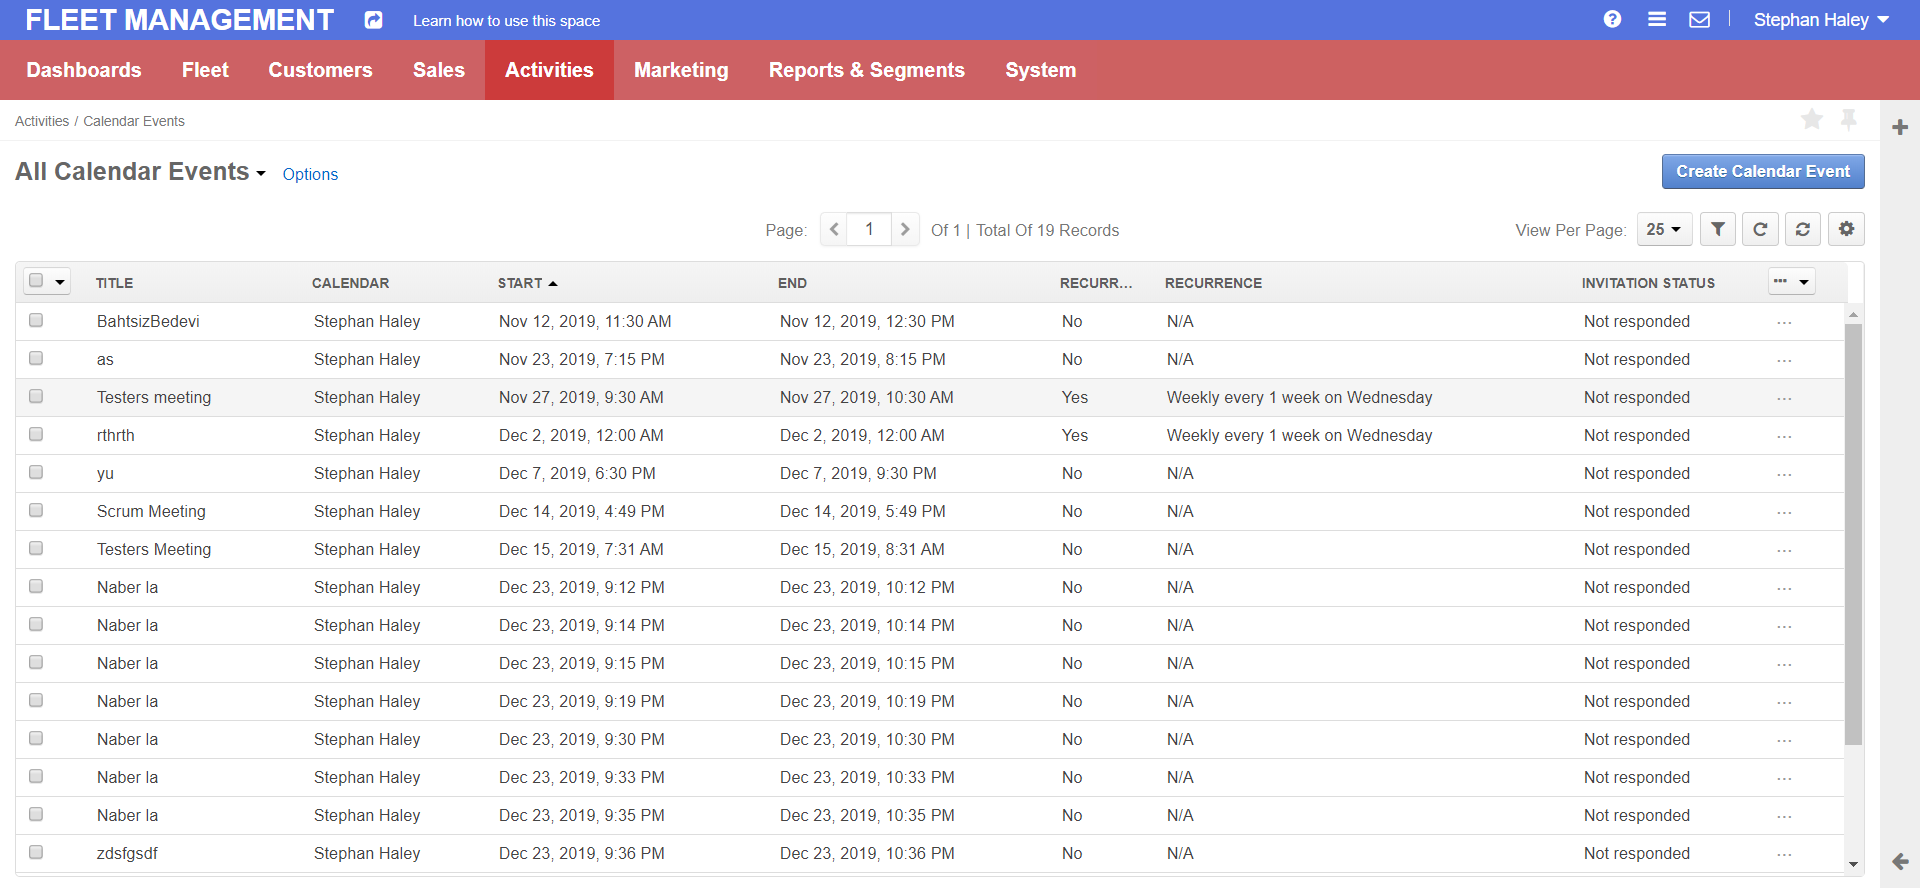 FLEET MANAGEMENT Learn how to use this space Stephan Haley
Dashboards Fleet Customers Sales Activities Marketing Reports & Segments System
Activities / Calendar Events
All Calendar Events Options Create Calendar Event
Page: 1 Of 1 | Total Of 19 Records View Per Page: 25
TITLE CALENDAR START END RECURR... RECURRENCE INVITATION STATUS
BahtsizBedevi Stephan Haley Nov 12, 2019, 11:30 AM Nov 12, 2019, 12:30 PM No N/A Not responded ...
as Stephan Haley Nov 23, 2019, 7:15 PM Nov 23, 2019, 8:15 PM No N/A Not responded ...
Testers meeting Stephan Haley Nov 27, 2019, 9:30 AM Nov 27, 2019, 10:30 AM Yes Weekly every 1 week on Wednesday Not responded ...
rthrth Stephan Haley Dec 2, 2019, 12:00 AM Dec 2, 2019, 12:00 AM Yes Weekly every 1 week on Wednesday Not responded ...
yu Stephan Haley Dec 7, 2019, 6:30 PM Dec 7, 2019, 9:30 PM No N/A Not responded ...
Scrum Meeting Stephan Haley Dec 14, 2019, 4:49 PM Dec 14, 2019, 5:49 PM No N/A Not responded ...
Testers Meeting Stephan Haley Dec 15, 2019, 7:31 AM Dec 15, 2019, 8:31 AM No N/A Not responded ...
Naber la Stephan Haley Dec 23, 2019, 9:12 PM Dec 23, 2019, 10:12 PM No N/A Not responded ...
Naber la Stephan Haley Dec 23, 2019, 9:14 PM Dec 23, 2019, 10:14 PM No N/A Not responded ...
Naber la Stephan Haley Dec 23, 2019, 9:15 PM Dec 23, 2019, 10:15 PM No N/A Not responded ...
Naber la Stephan Haley Dec 23, 2019, 9:19 PM Dec 23, 2019, 10:19 PM No N/A Not responded ...
Naber la Stephan Haley Dec 23, 2019, 9:30 PM Dec 23, 2019, 10:30 PM No N/A Not responded ...
Naber la Stephan Haley Dec 23, 2019, 9:33 PM Dec 23, 2019, 10:33 PM No N/A Not responded ...
Naber la Stephan Haley Dec 23, 2019, 9:35 PM Dec 23, 2019, 10:35 PM No N/A Not responded ...
zdsfgsdf Stephan Haley Dec 23, 2019, 9:36 PM Dec 23, 2019, 10:36 PM No N/A Not responded ...